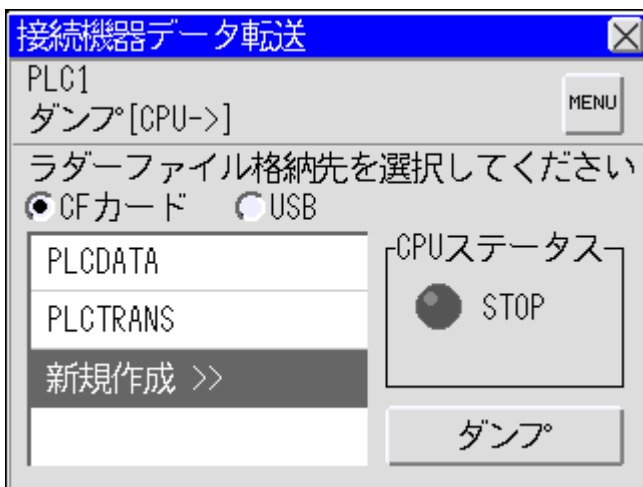 接続機器データ転送
PLC1
ダンプ[CPU->]
MENU
ラダーファイル格納先を選択してください
CFカード USB
PLCDATA
PLCTRANS
新規作成 >>
CPUステータス
STOP
ダンプ